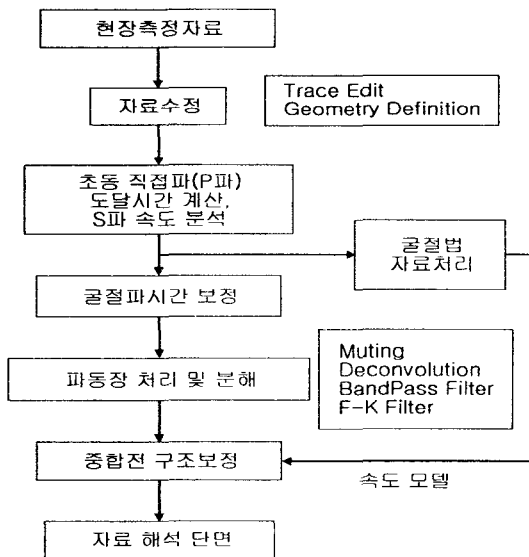 현장측정자료
자료수정
Trace Edit
Geometry Definition
초동 직접파(P파)
도달시간 계산,
S파 속도 분석
굴절법
자료처리
굴절파시간 보정
파동장 처리 및 분해
Muting
Deconvolution
BandPass Filter
F-K Filter
중합전 구조보정
속도 모델
자료 해석 단면